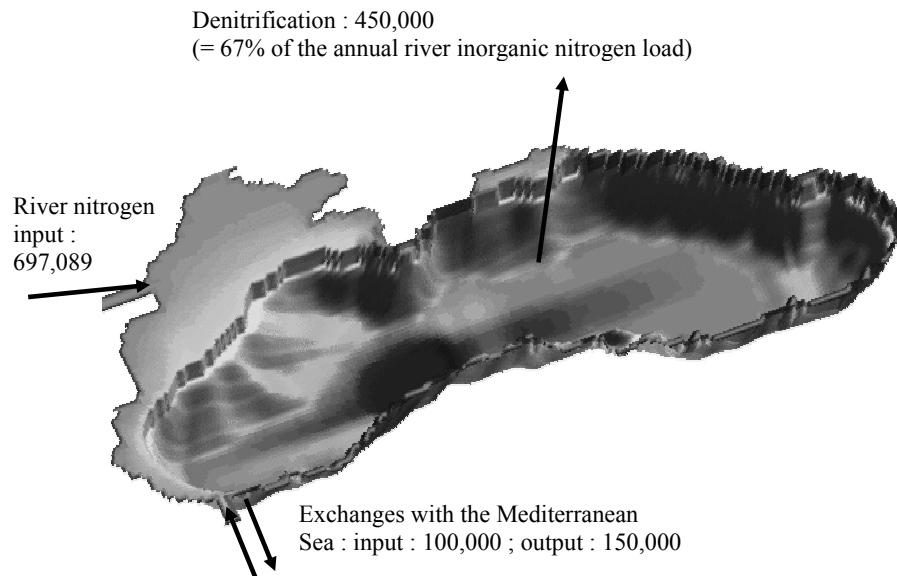 Denitrification : 450,000
(= 67% of the annual river inorganic nitrogen load)
River nitrogen
input :
697,089
Exchanges with the Mediterranean
Sea : input : 100,000 ; output : 150,000